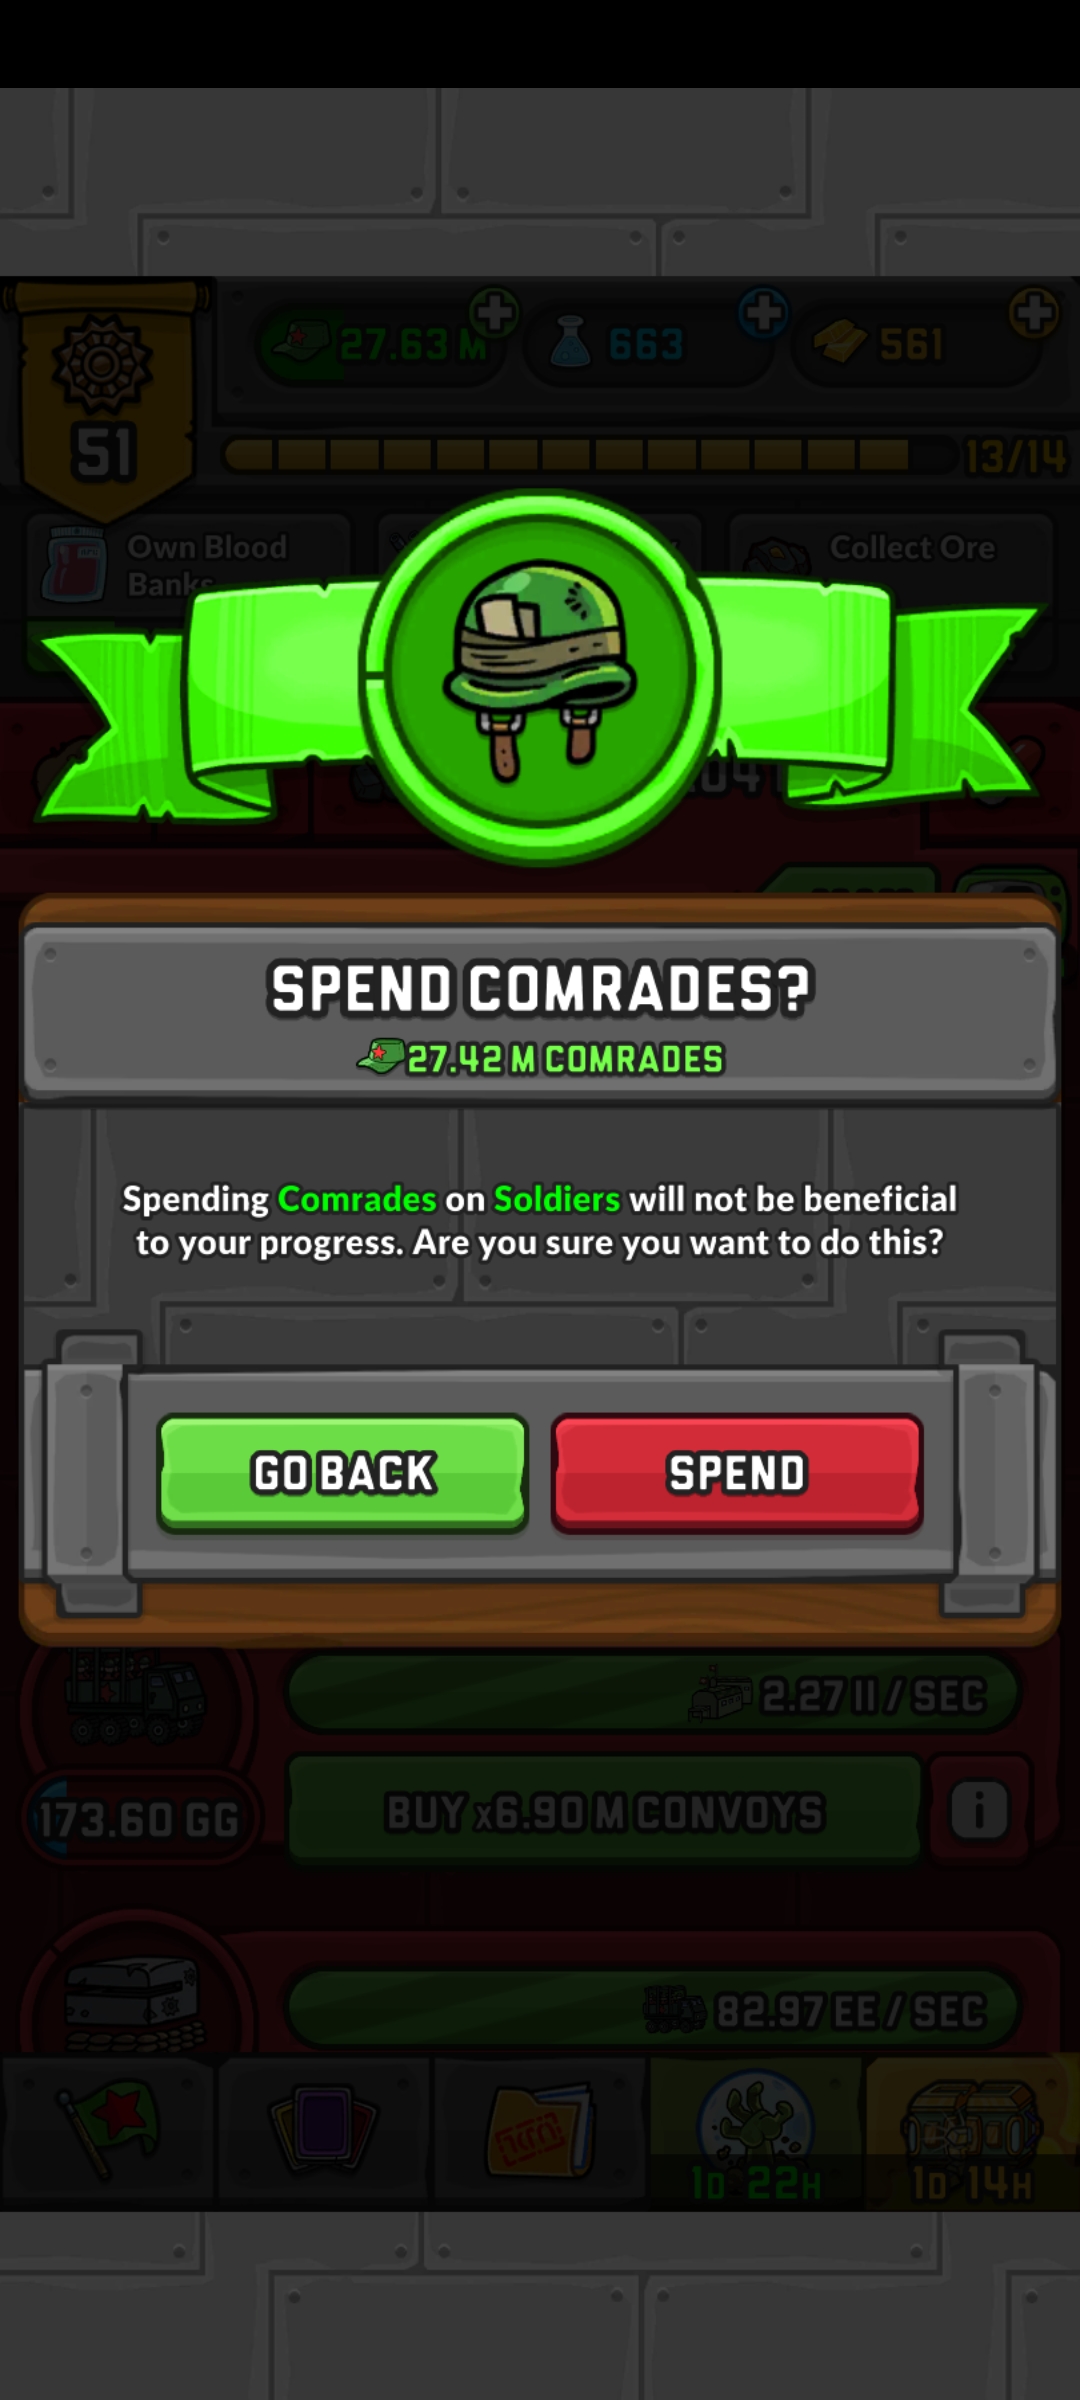 27.63 M
663
561
51
13/14
Own Blood
Banks
Collect Ore
SPEND COMRADES?
27.42 M COMRADES
Spending Comrades on Soldiers will not be beneficial
to your progress. Are you sure you want to do this?
GO BACK
SPEND
2.27 II / SEC
173.60 GG
BUY x6.90 M CONVOYS
i
82.97 EE / SEC
1D 22H
1D 14H